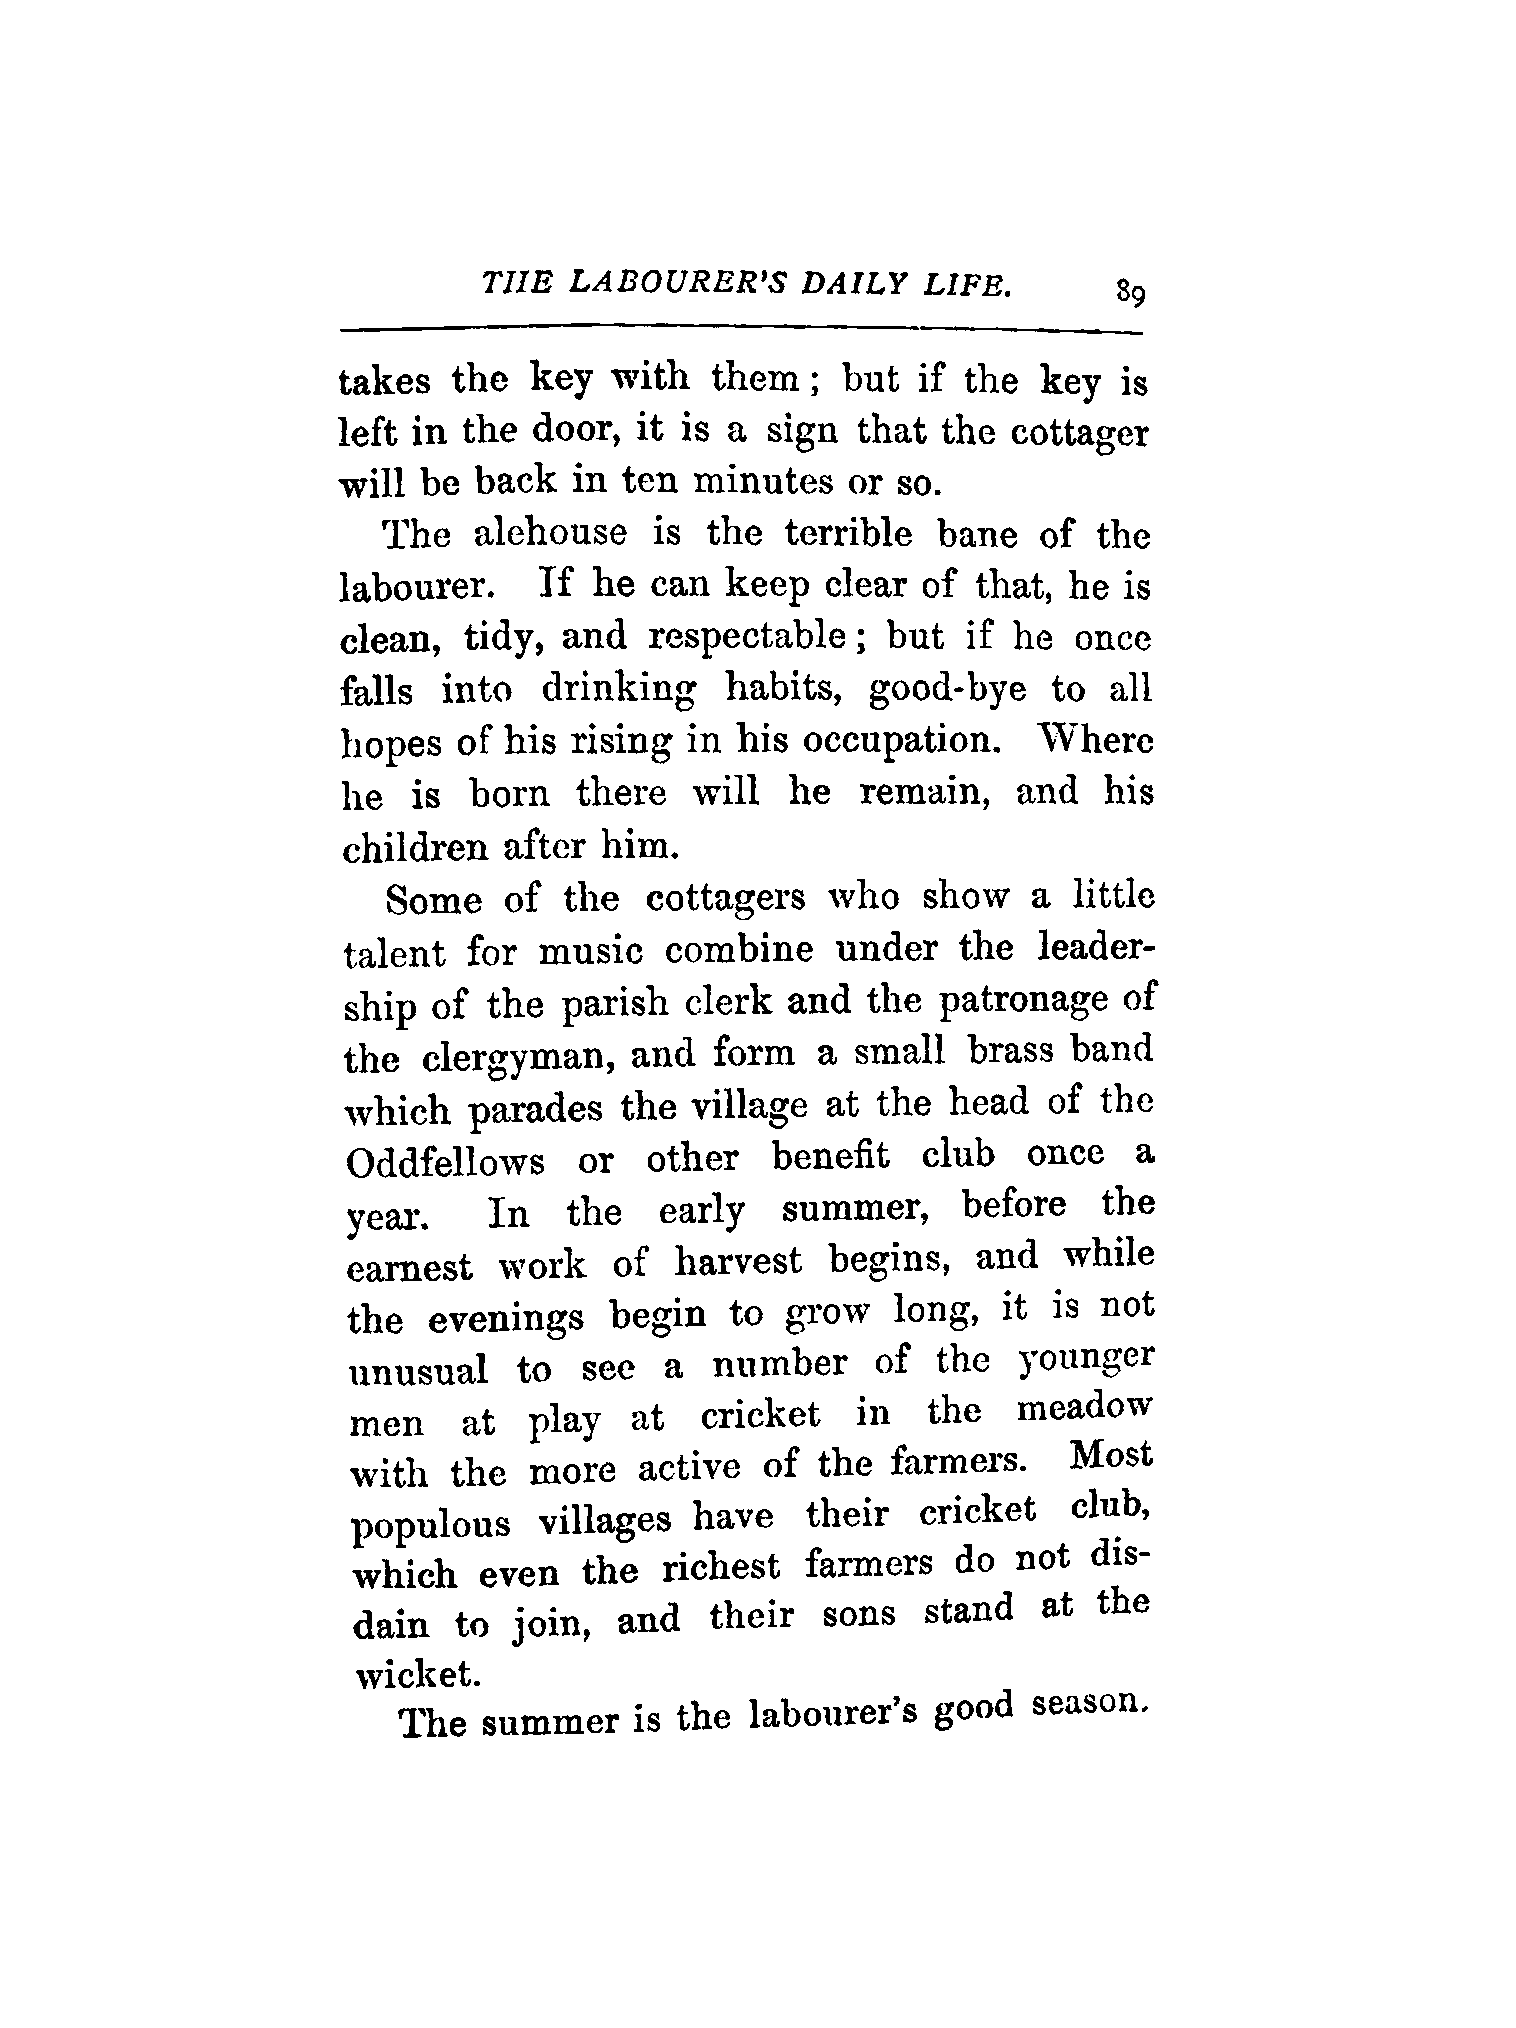 THE LABOURER'S DAILY LIFE. 89
takes the key with them; but if the key is
left in the door, it is a sign that the cottager
will be back in ten minutes or so.
The alehouse is the terrible bane of the
labourer. If he can keep clear of that, he is
clean, tidy, and respectable; but if he once
falls into drinking habits, good-bye to all
hopes of his rising in his occupation. Where
he is born there will he remain, and his
children after him.
Some of the cottagers who show a little
talent for music combine under the leader-
ship of the parish clerk and the patronage of
the clergyman, and form a small brass band
which parades the village at the head of the
Oddfellows or other benefit club once a
year. In the early summer, before the
earnest work of harvest begins, and while
the evenings begin to grow long, it is not
unusual to see a number of the younger
men at play at cricket in the meadow
with the more active of the farmers. Most
populous villages have their cricket club,
which even the richest farmers do not dis-
dain to join, and their sons stand at the
wicket.
The summer is the labourer's good season.